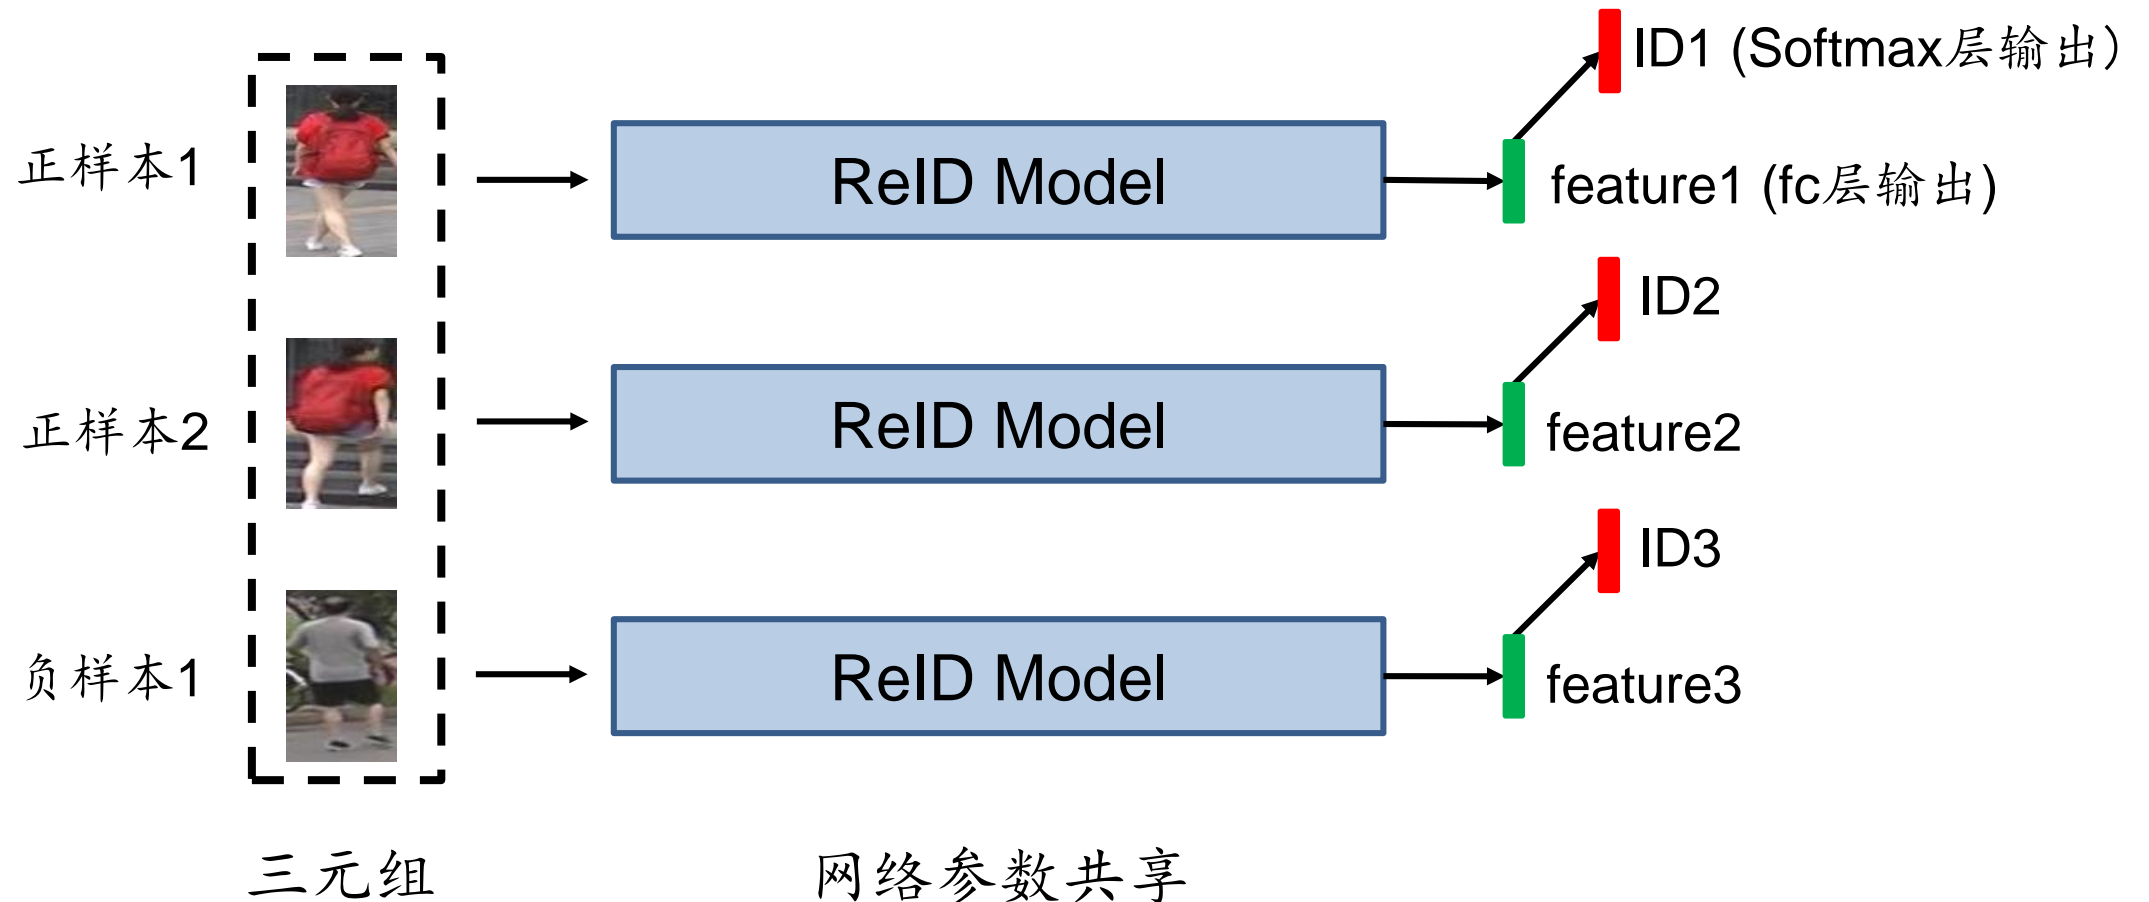 ID1 (Softmax层输出)
正样本1
ReID Model
feature1 (fc层输出)
ID2
正样本2
ReID Model
feature2
ID3
负样本1
ReID Model
feature3
三元组
网络参数共享